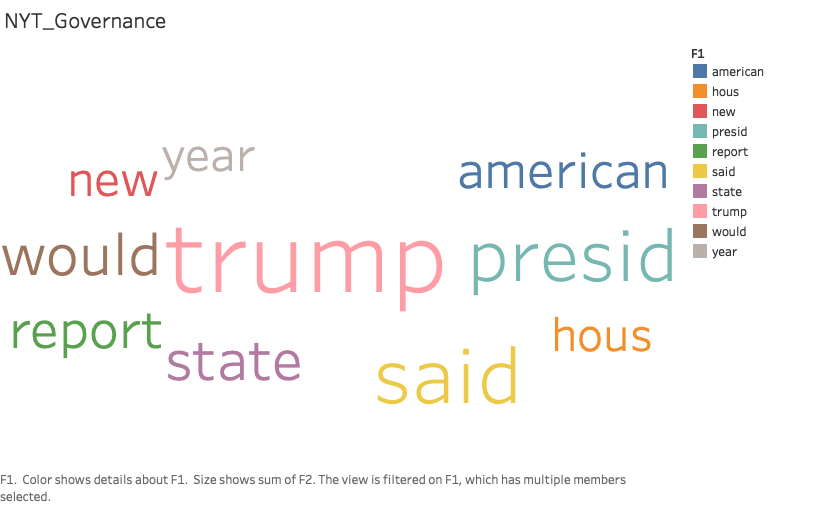 NYT_Governance
F1
american
hous
new
presid
report
said
state
trump
would
year
year
new
american
would
trump
presid
report
hous
state
said
F1.  Color shows details about F1.  Size shows sum of F2. The view is filtered on F1, which has multiple members
selected.